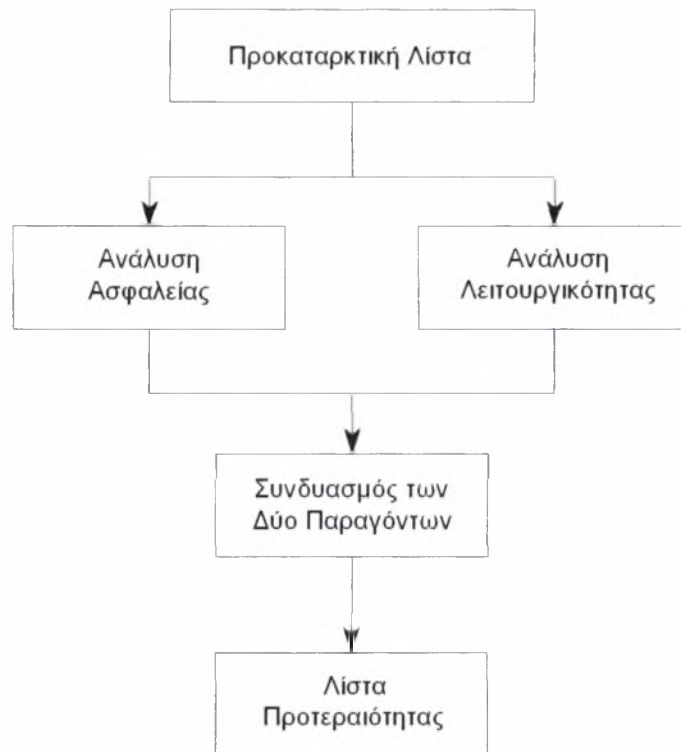 Προκαταρκτική Λίστα
Ανάλυση
Ασφαλείας
Ανάλυση
Λειτουργικότητας
Συνδυασμός των
Δύο Παραγόντων
Λίστα
Προτεραιότητας